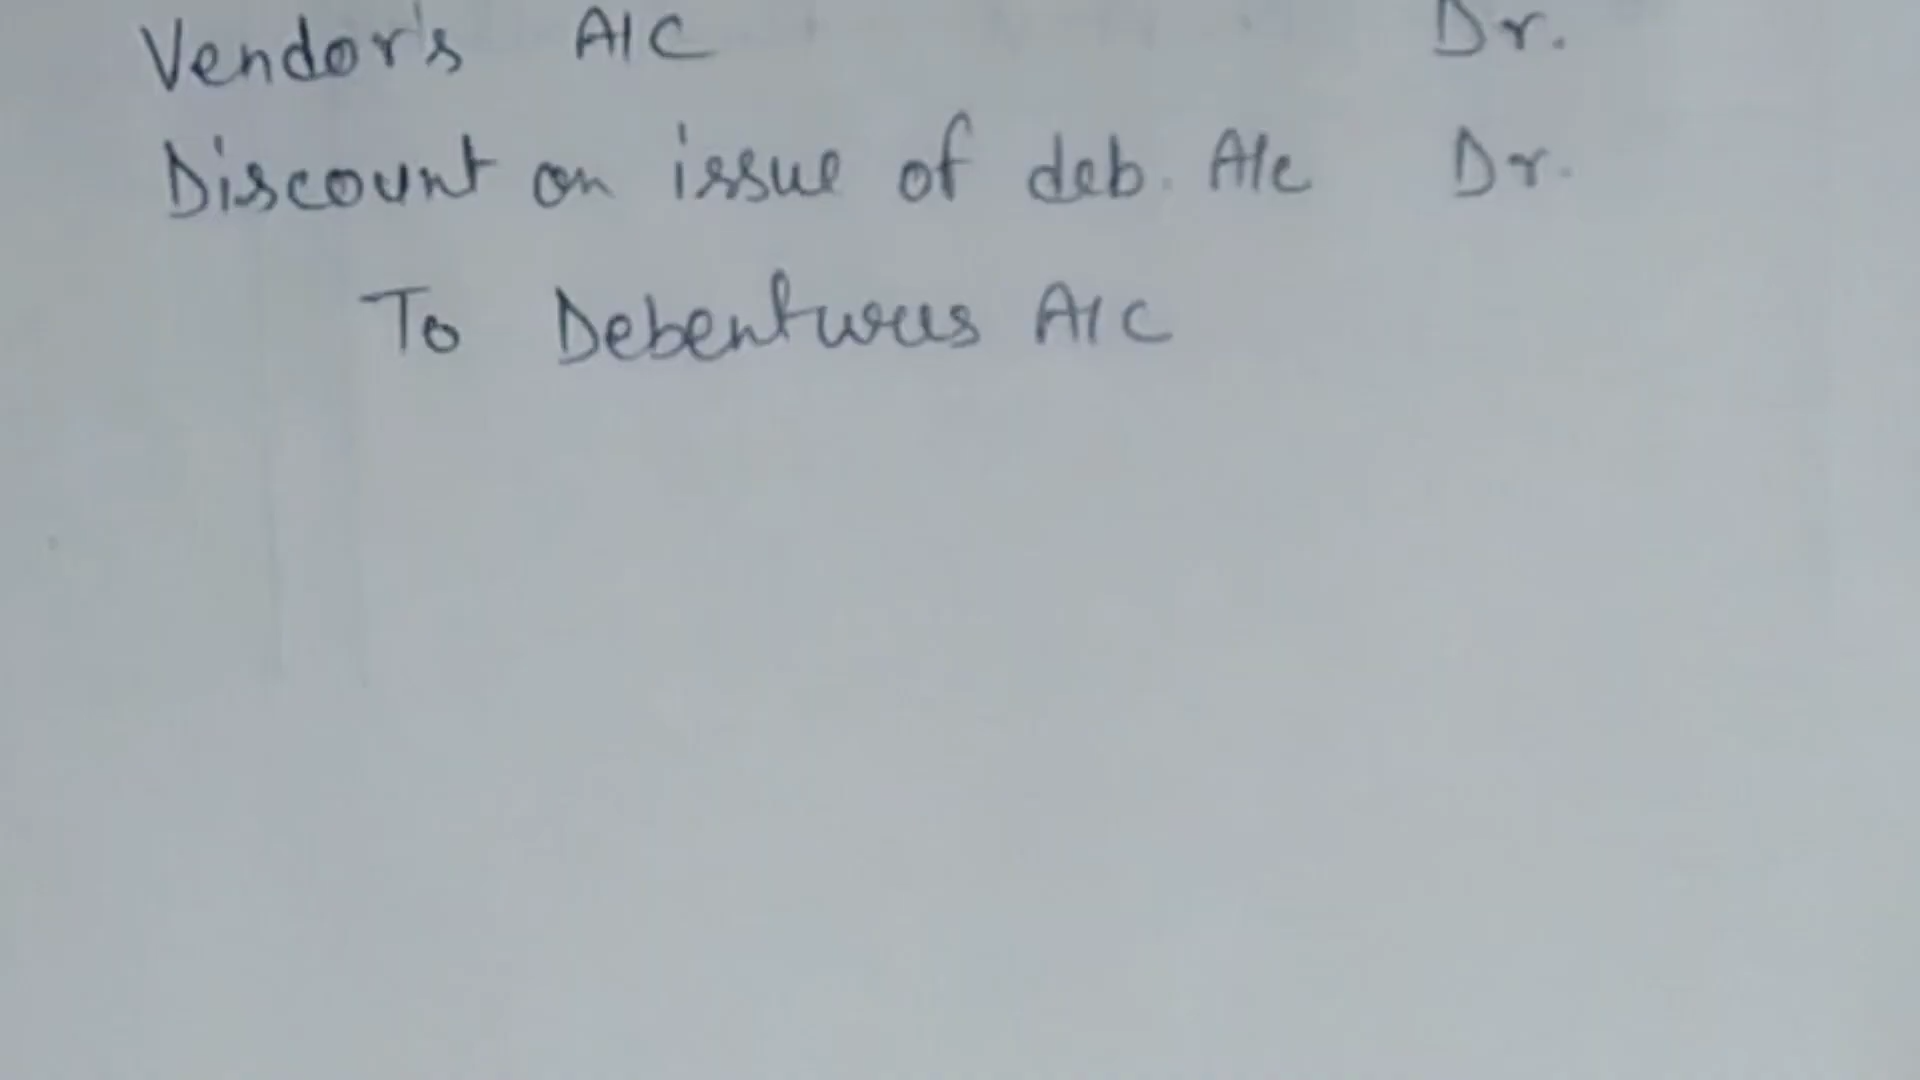 Vendor's A/C Dr.
Discount on issue of deb. A/c Dr.
To Debentures A/C